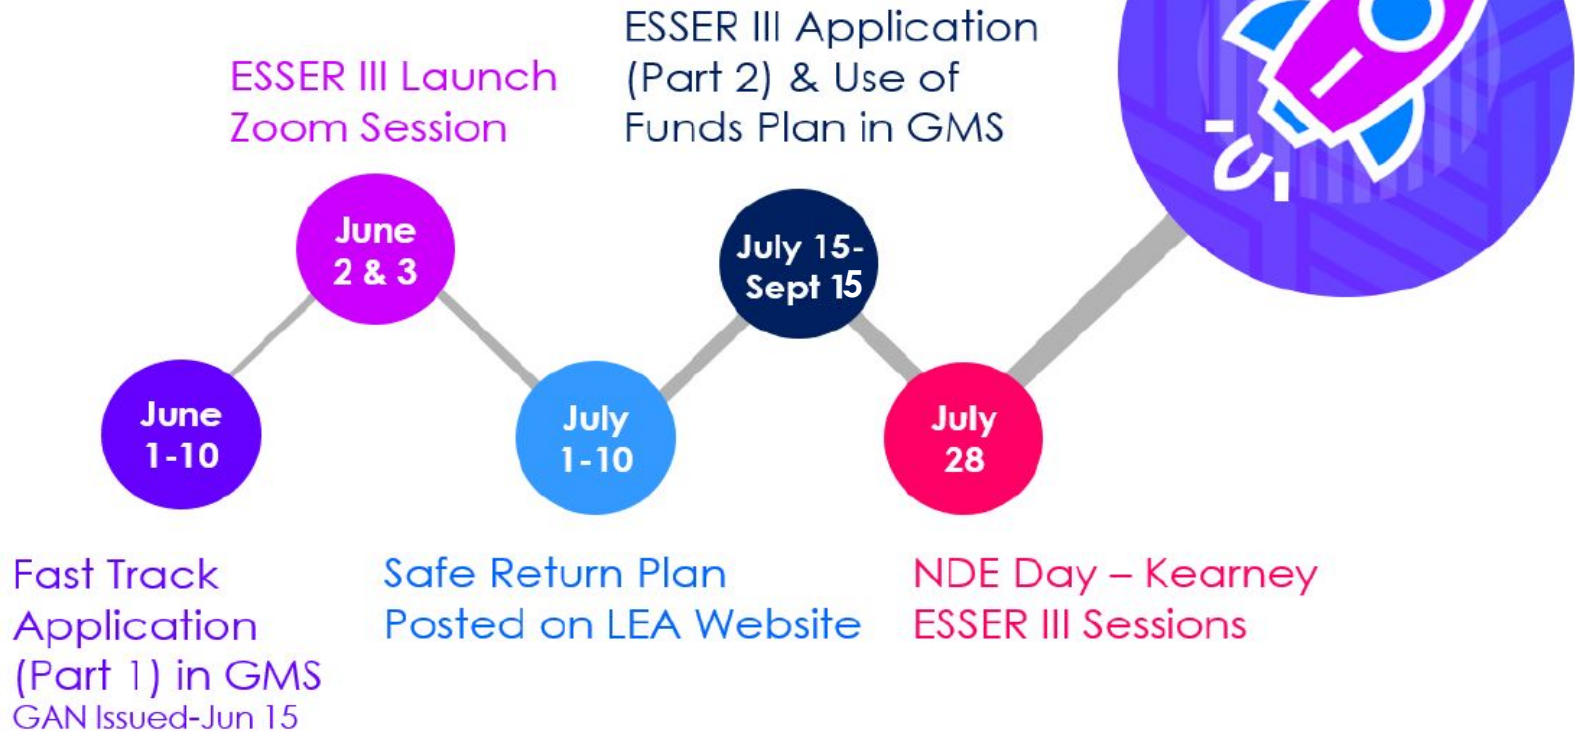 ESSER III Launch
Zoom Session
ESSER III Application
(Part 2) & Use of
Funds Plan in GMS
June
2 & 3
July 15-
Sept 15
June
1-10
July
1-10
July
28
Fast Track
Application
(Part 1) in GMS
GAN Issued-Jun 15
Safe Return Plan
Posted on LEA Website
NDE Day – Kearney
ESSER III Sessions